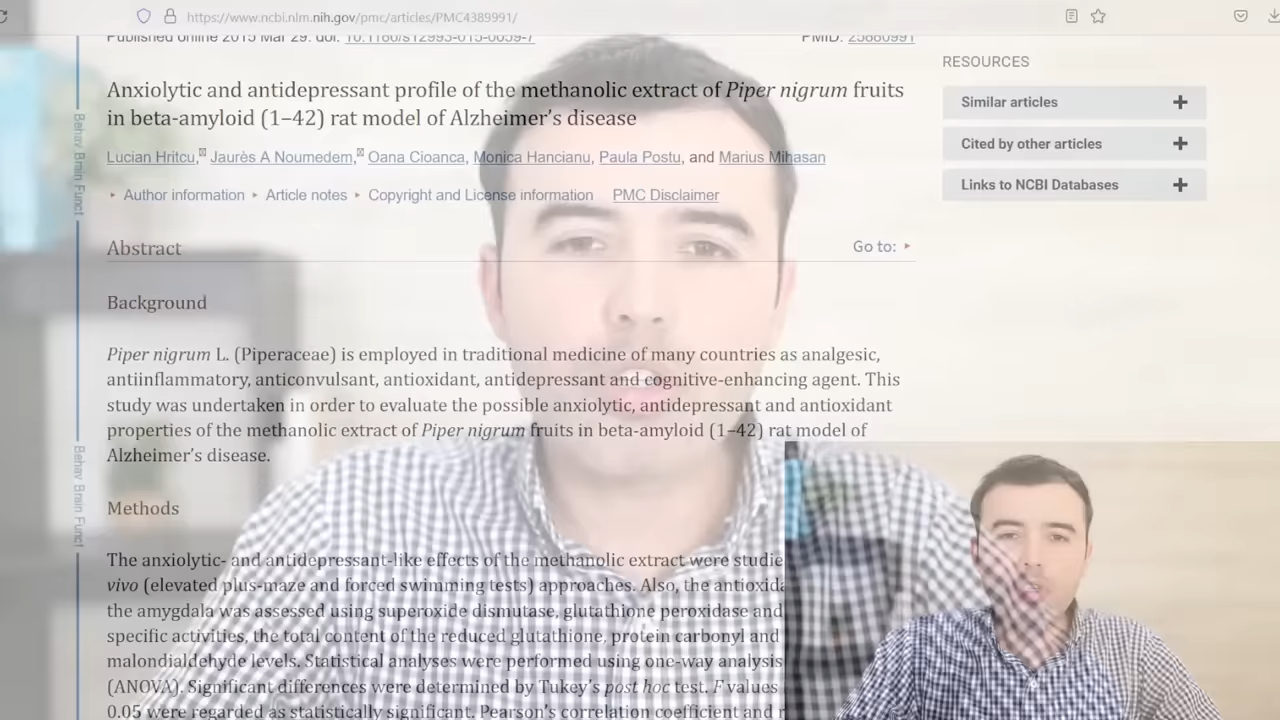 https://www.ncbi.nlm.nih.gov/pmc/articles/PMC4389991/
Published online 2015 Mar 29. doi: 10.1186/s12993-015-0059-7
PMID: 25880991
RESOURCES
Similar articles
Cited by other articles
Links to NCBI Databases
Behav Brain Funct
Behav Brain Funct
Anxiolytic and antidepressant profile of the methanolic extract of Piper nigrum fruits
in beta-amyloid (1–42) rat model of Alzheimer’s disease
Lucian Hritcu, Jaurès A Noumedem, Oana Cioanca, Monica Hancianu, Paula Postu, and Marius Mihasan
Author information Article notes Copyright and License information PMC Disclaimer
Abstract
Go to:
Background
Piper nigrum L. (Piperaceae) is employed in traditional medicine of many countries as analgesic,
antiinflammatory, anticonvulsant, antioxidant, antidepressant and cognitive-enhancing agent. This
study was undertaken in order to evaluate the possible anxiolytic, antidepressant and antioxidant
properties of the methanolic extract of Piper nigrum fruits in beta-amyloid (1–42) rat model of
Alzheimer’s disease.
Methods
The anxiolytic- and antidepressant-like effects of the methanolic extract were studie
vivo (elevated plus-maze and forced swimming tests) approaches. Also, the antioxida
the amygdala was assessed using superoxide dismutase, glutathione peroxidase and
specific activities, the total content of the reduced glutathione, protein carbonyl and
malondialdehyde levels. Statistical analyses were performed using one-way analysis
(ANOVA). Significant differences were determined by Tukey’s post hoc test. F values
0.05 were regarded as statistically significant. Pearson’s correlation coefficient and r